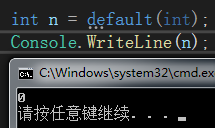 int n = default(int);
Console.WriteLine(n);
C:\Windows\system32\cmd.exe
0
请按任意键继续. . .